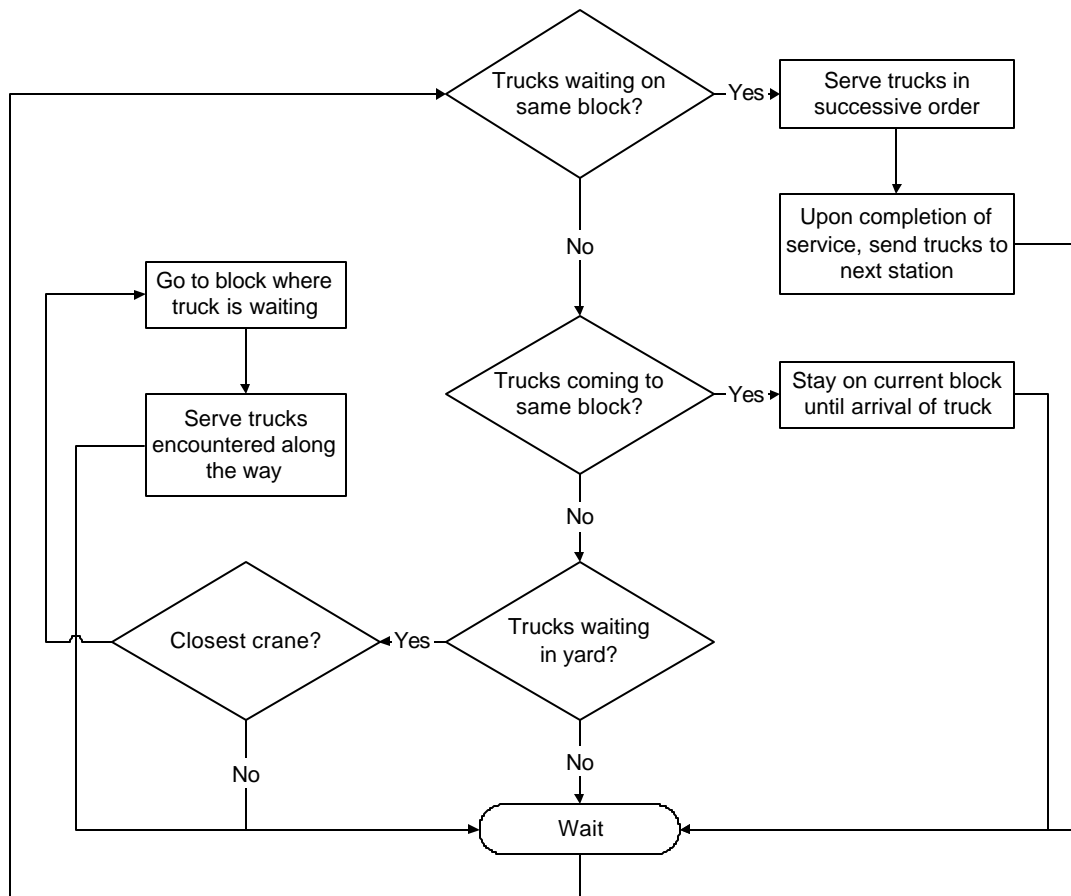 Trucks waiting on
same block?
Yes
Serve trucks in
successive order
Upon completion of
service, send trucks to
next station
No
Go to block where
truck is waiting
Trucks coming to
same block?
Yes
Stay on current block
until arrival of truck
Serve trucks
encountered along
the way
No
Closest crane?
Yes
Trucks waiting
in yard?
No
No
Wait